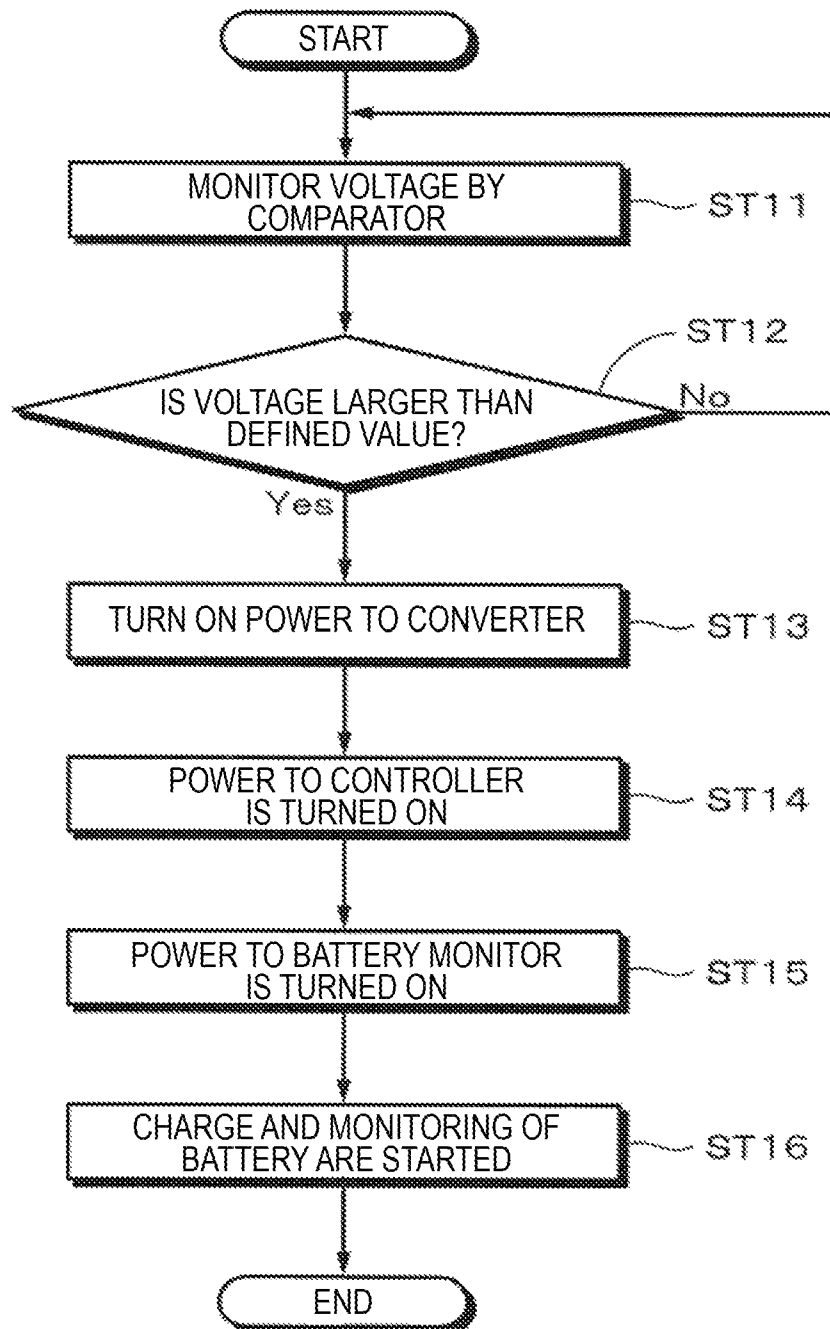 START
MONITOR VOLTAGE BY
COMPARATOR
ST11
ST12
IS VOLTAGE LARGER THAN
DEFINED VALUE?
No
Yes
TURN ON POWER TO CONVERTER
ST13
POWER TO CONTROLLER
IS TURNED ON
ST14
POWER TO BATTERY MONITOR
IS TURNED ON
ST15
CHARGE AND MONITORING OF
BATTERY ARE STARTED
ST16
END